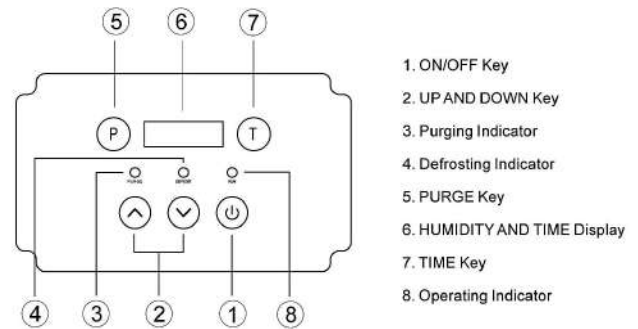 5 6 7
P T
PURGE DEFROST RUN
4 3 2 1 8
1. ON/OFF Key
2. UP AND DOWN Key
3. Purging Indicator
4. Defrosting Indicator
5. PURGE Key
6. HUMIDITY AND TIME Display
7. TIME Key
8. Operating Indicator